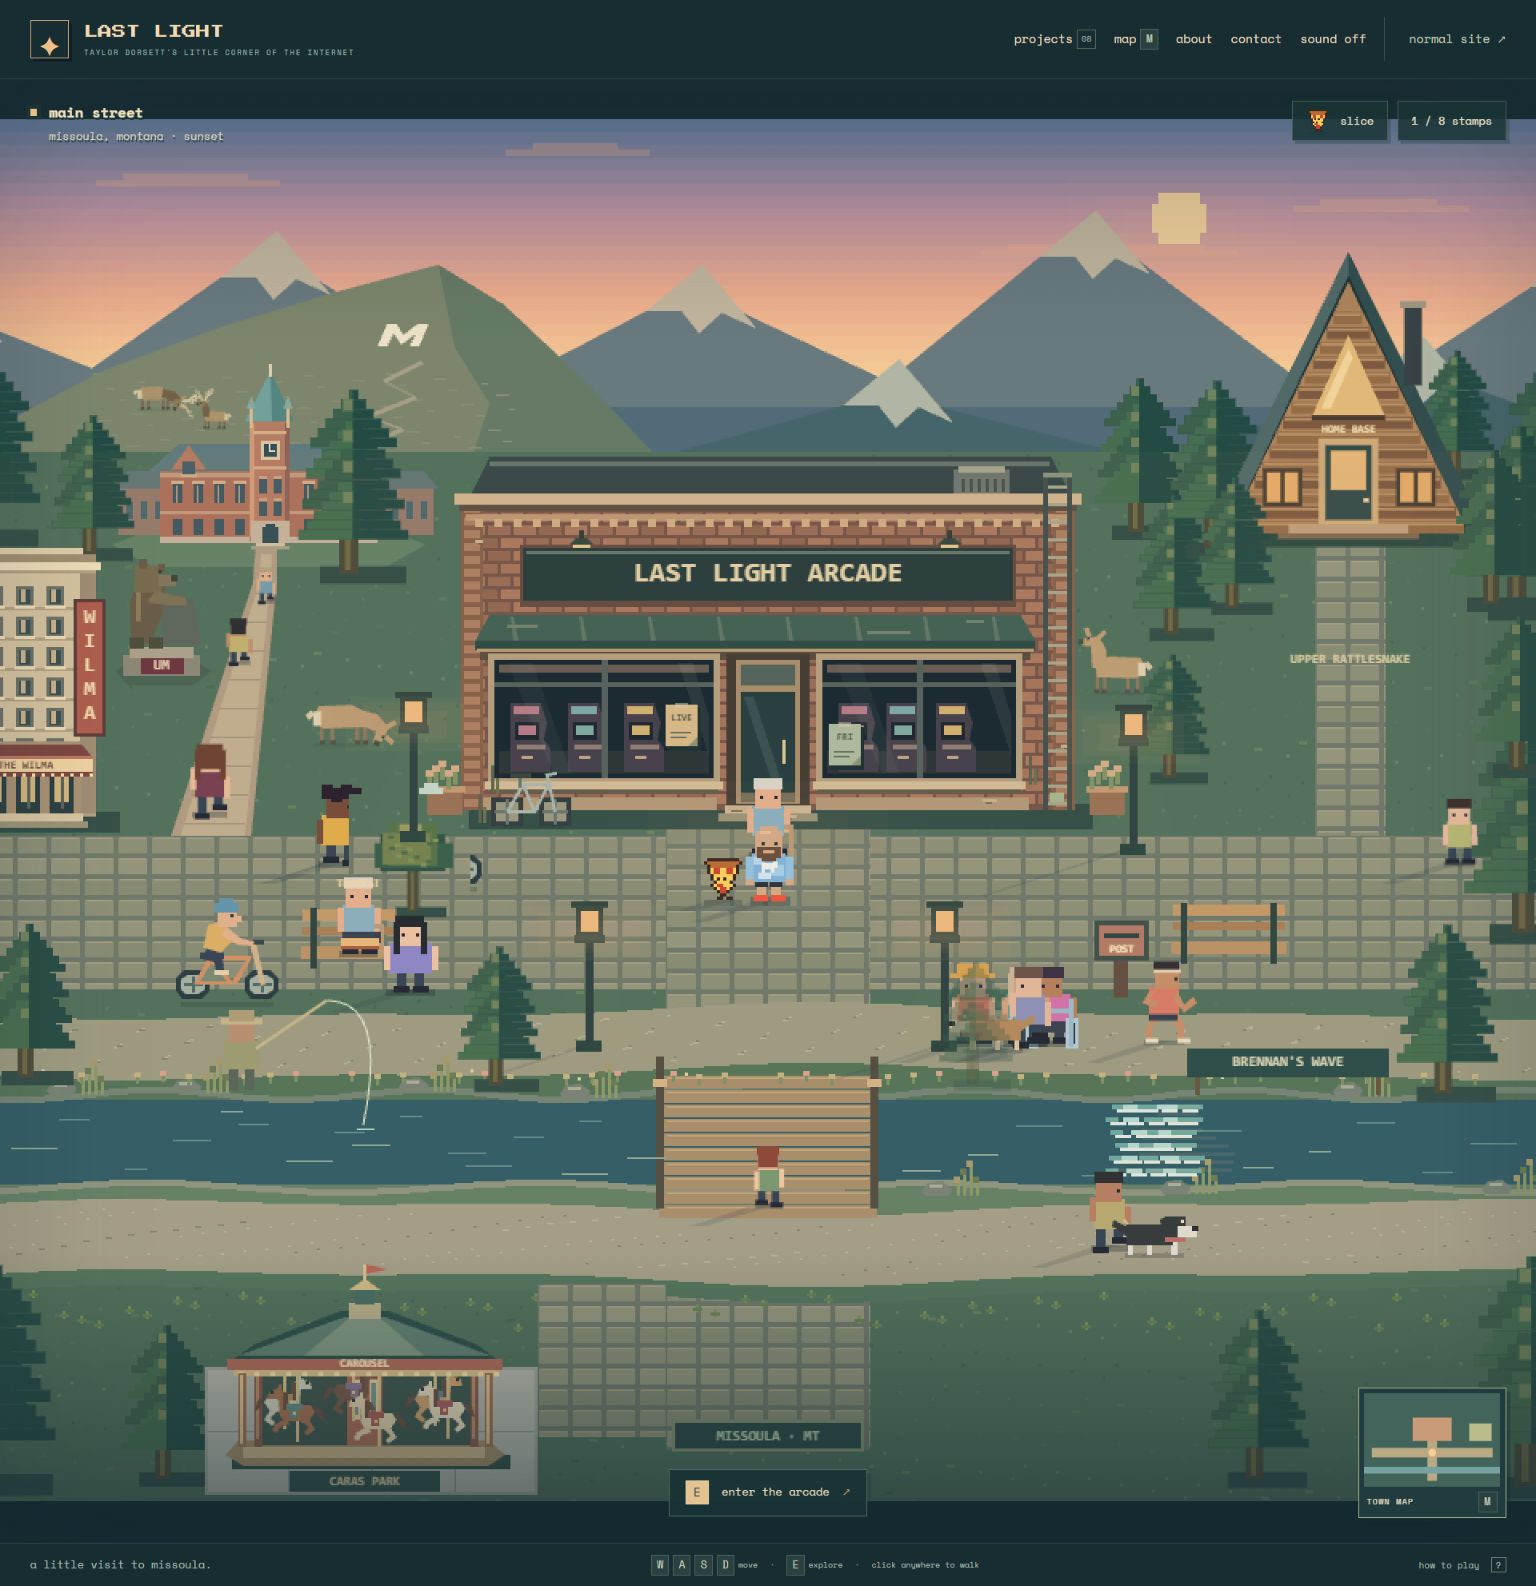 LAST LIGHT
TAYLOR DORSETT'S LITTLE CORNER OF THE INTERNET
projects 08 map M about contact sound off normal site ↗
main street
missoula, montana · sunset
slice
1 / 8 stamps
M
HOME BASE
LAST LIGHT ARCADE
WILMA
UM
UPPER RATTLESNAKE
LIVE
FRI
THE WILMA
POST
BRENNAN'S WAVE
CAROUSEL
MISSOULA · MT
CARAS PARK
E enter the arcade ↗
TOWN MAP M
a little visit to missoula.
W A S D move · E explore · click anywhere to walk
how to play ?